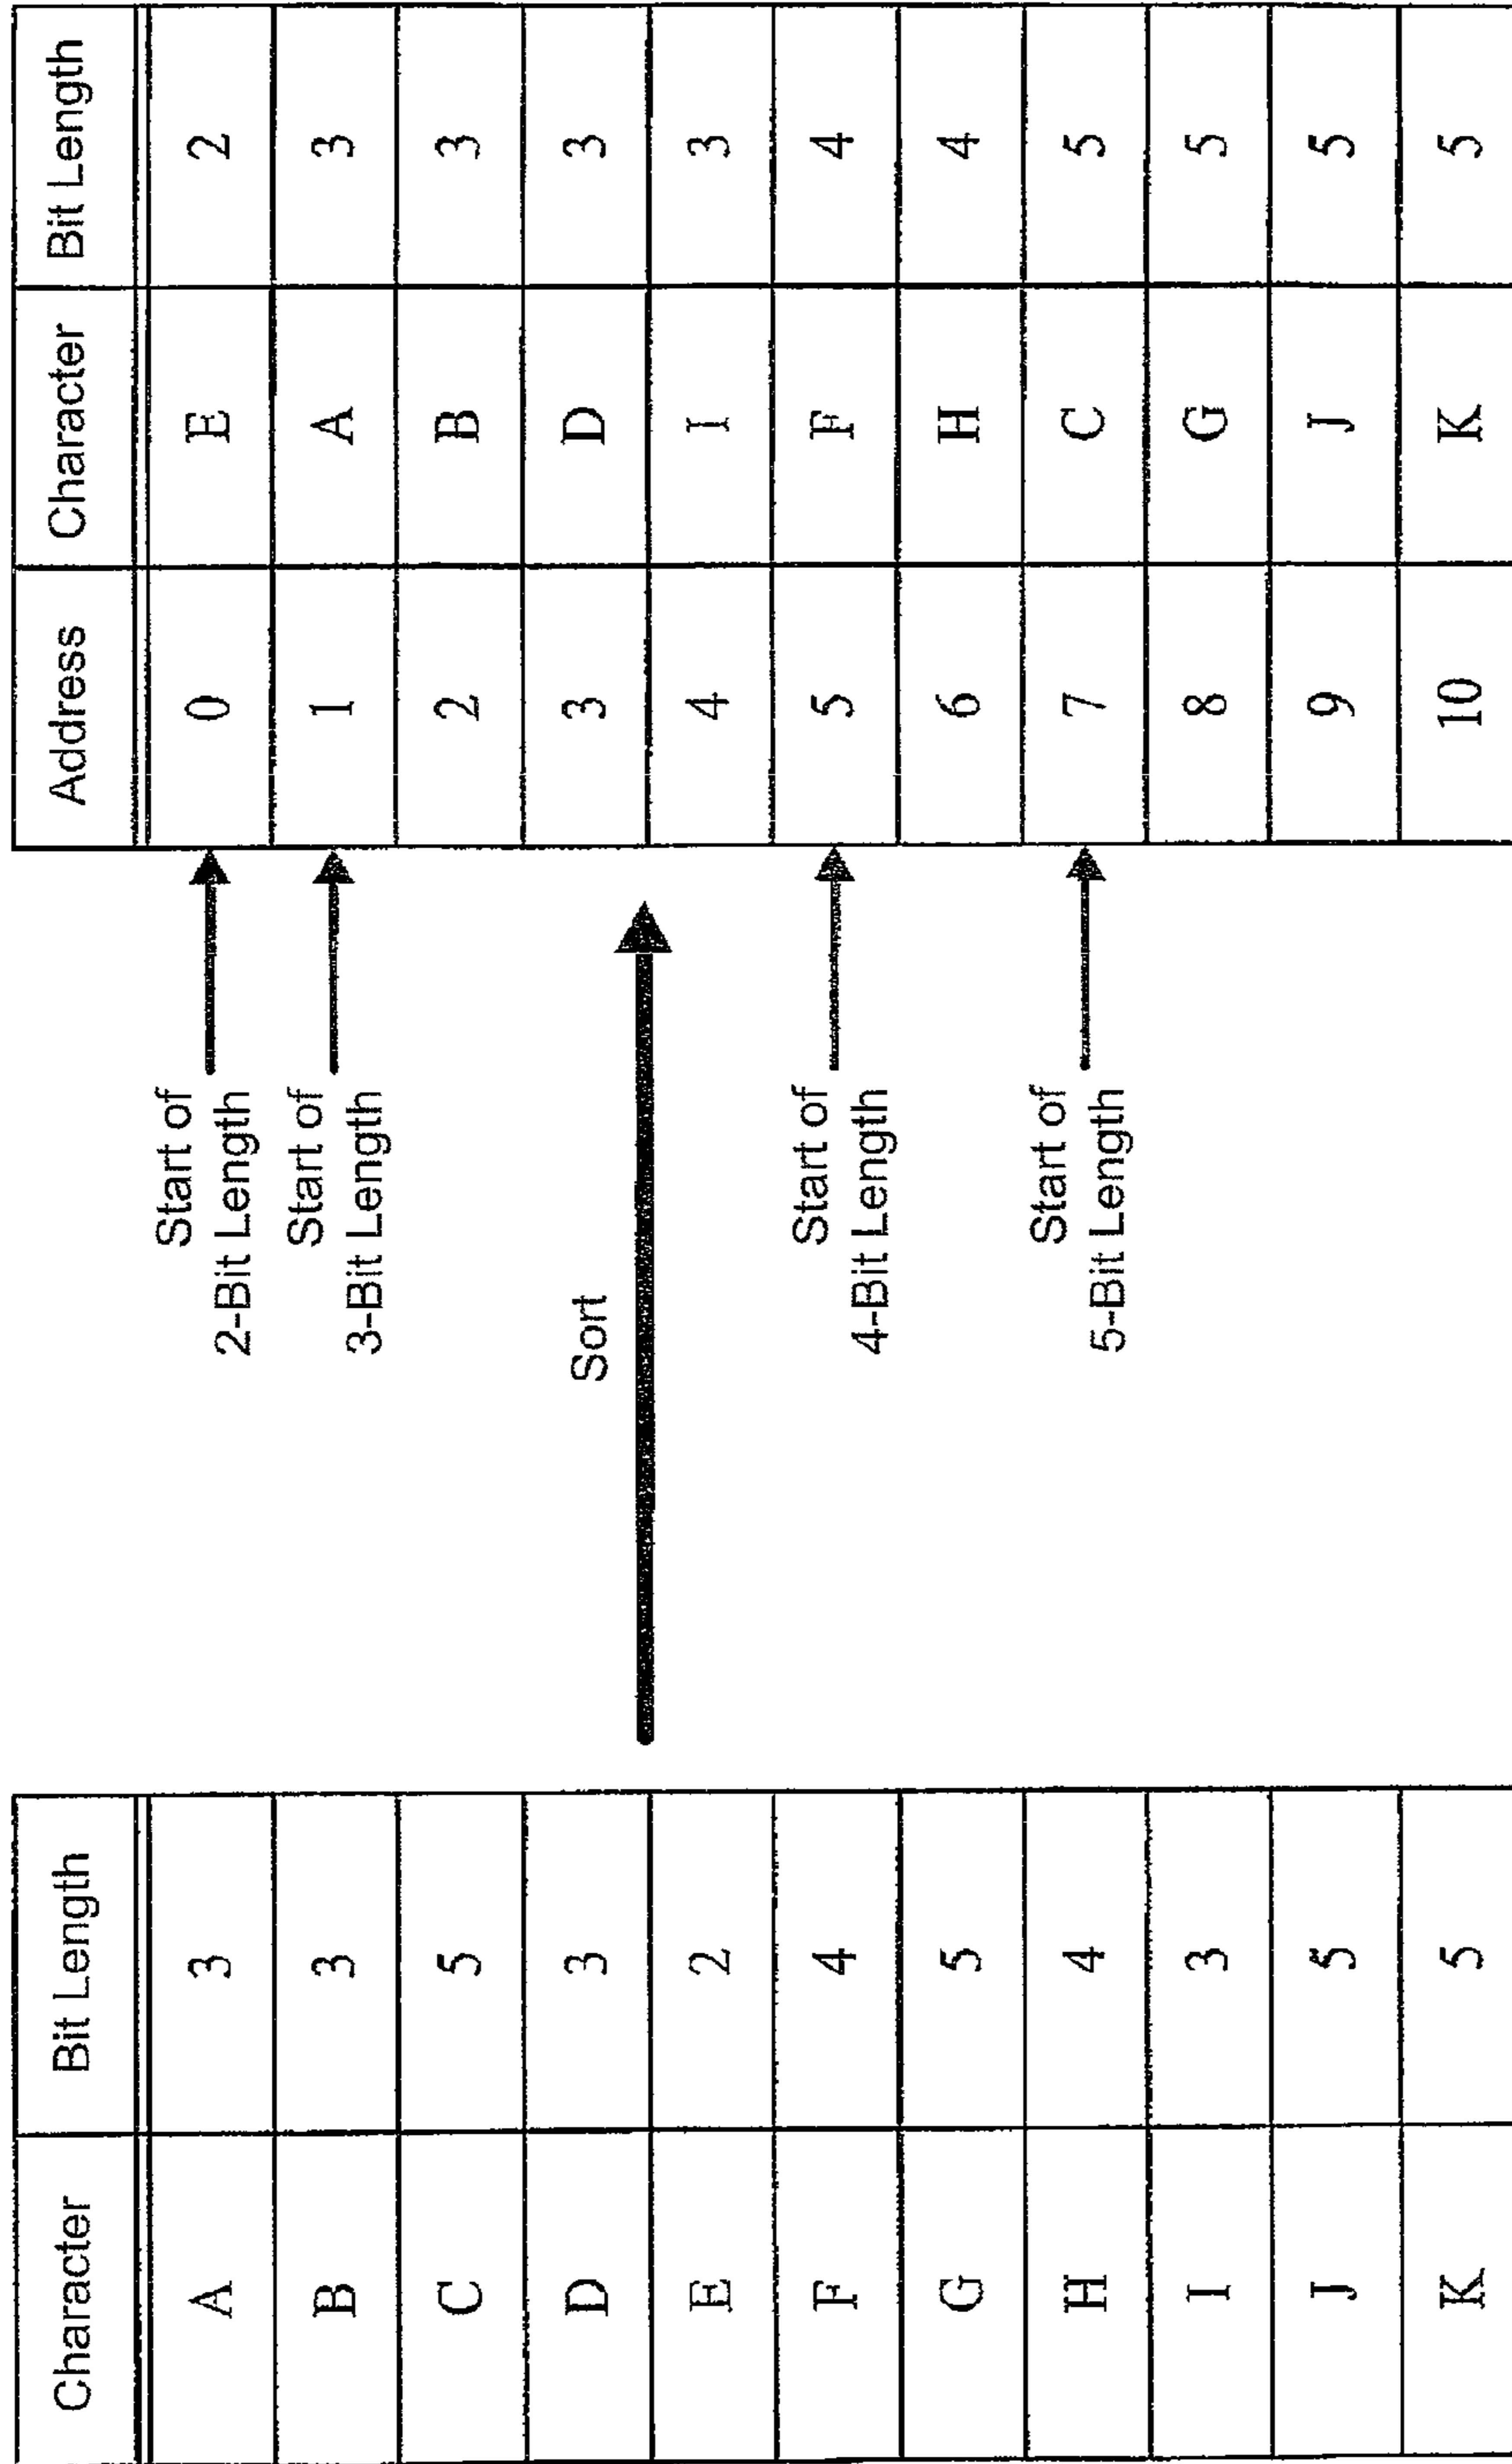 Character Bit Length
A 3
B 3
C 5
D 3
E 2
F 4
G 5
H 4
I 3
J 5
K 5
Start of
2-Bit Length
Start of
3-Bit Length
Sort
Start of
4-Bit Length
Start of
5-Bit Length
Address Character Bit Length
0 E 2
1 A 3
2 B 3
3 D 3
4 I 3
5 F 4
6 H 4
7 C 5
8 G 5
9 J 5
10 K 5